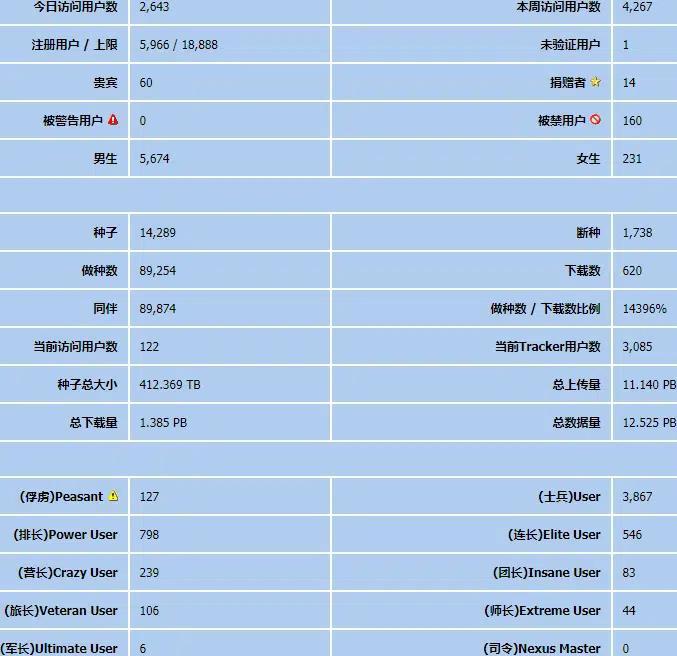 今日访问用户数 2,643 本周访问用户数 4,267
注册用户 / 上限 5,966 / 18,888 未验证用户 1
贵宾 60 捐赠者 14
被警告用户 0 被禁用户 160
男生 5,674 女生 231
种子 14,289 断种 1,738
做种数 89,254 下载数 620
同伴 89,874 做种数 / 下载数比例 14396%
当前访问用户数 122 当前Tracker用户数 3,085
种子总大小 412.369 TB 总上传量 11.140 PB
总下载量 1.385 PB 总数据量 12.525 PB
(俘虏)Peasant 127 (士兵)User 3,867
(排长)Power User 798 (连长)Elite User 546
(营长)Crazy User 239 (团长)Insane User 83
(旅长)Veteran User 106 (师长)Extreme User 44
(军长)Ultimate User 6 (司令)Nexus Master 0